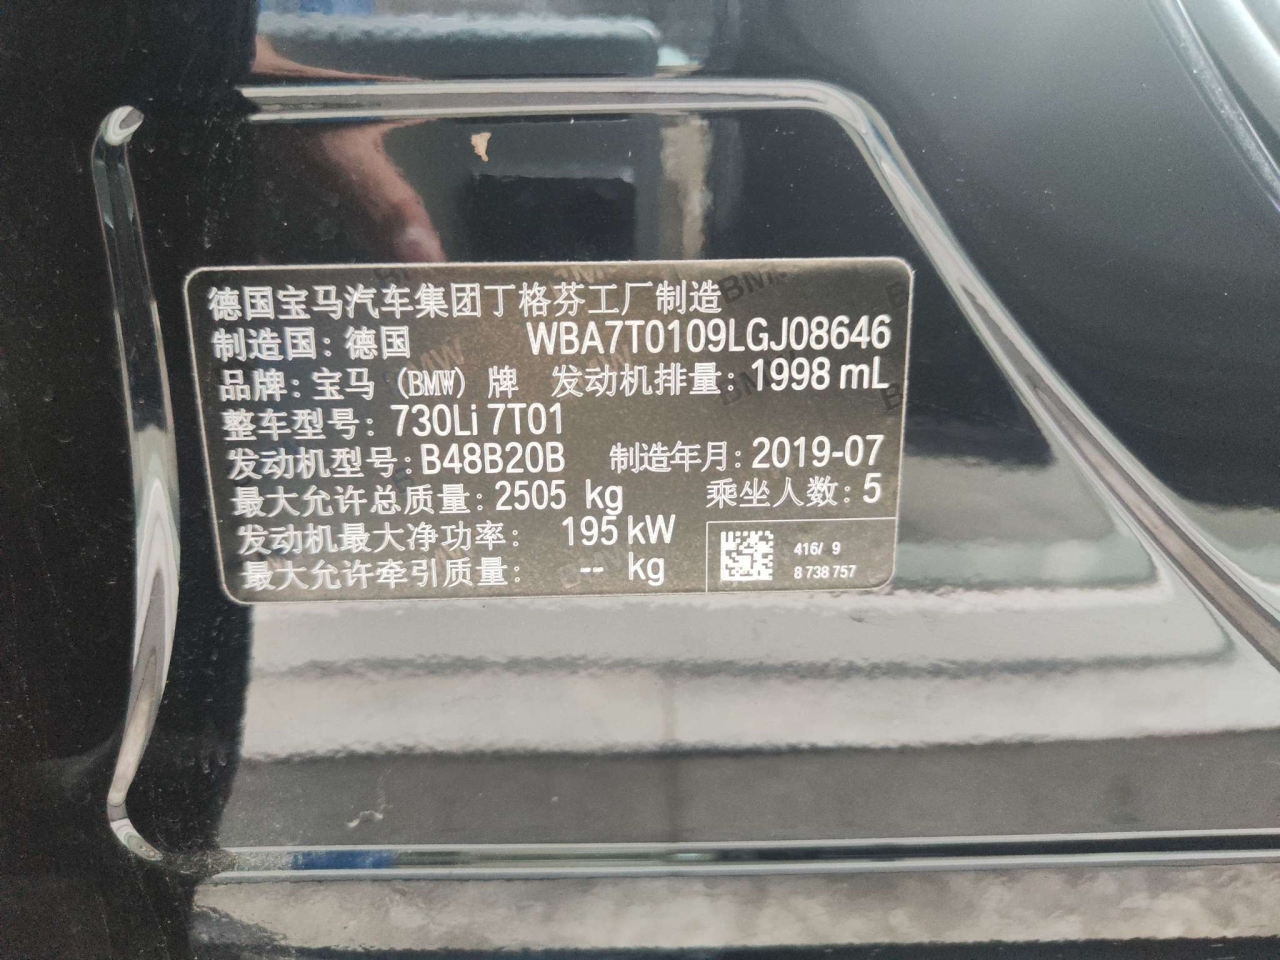 德国宝马汽车集团丁格芬工厂制造
制造国: 德国 WBA7T0109LGJ08646
品牌: 宝马 (BMW) 牌 发动机排量: 1998 mL
整车型号: 730Li 7T01
发动机型号: B48B20B 制造年月: 2019-07
最大允许总质量: 2505 kg 乘坐人数: 5
发动机最大净功率: 195 kW
最大允许牵引质量: -- kg
416/ 9
8 738 757